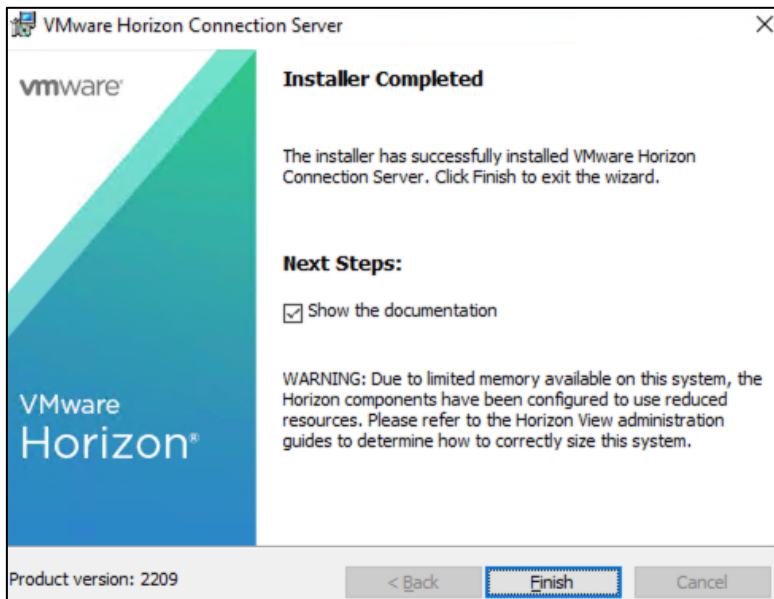 VMware Horizon Connection Server
vmware®
Installer Completed
The installer has successfully installed VMware Horizon
Connection Server. Click Finish to exit the wizard.
Next Steps:
Show the documentation
WARNING: Due to limited memory available on this system, the
Horizon components have been configured to use reduced
resources. Please refer to the Horizon View administration
guides to determine how to correctly size this system.
VMware
Horizon®
Product version: 2209
< Back
Finish
Cancel